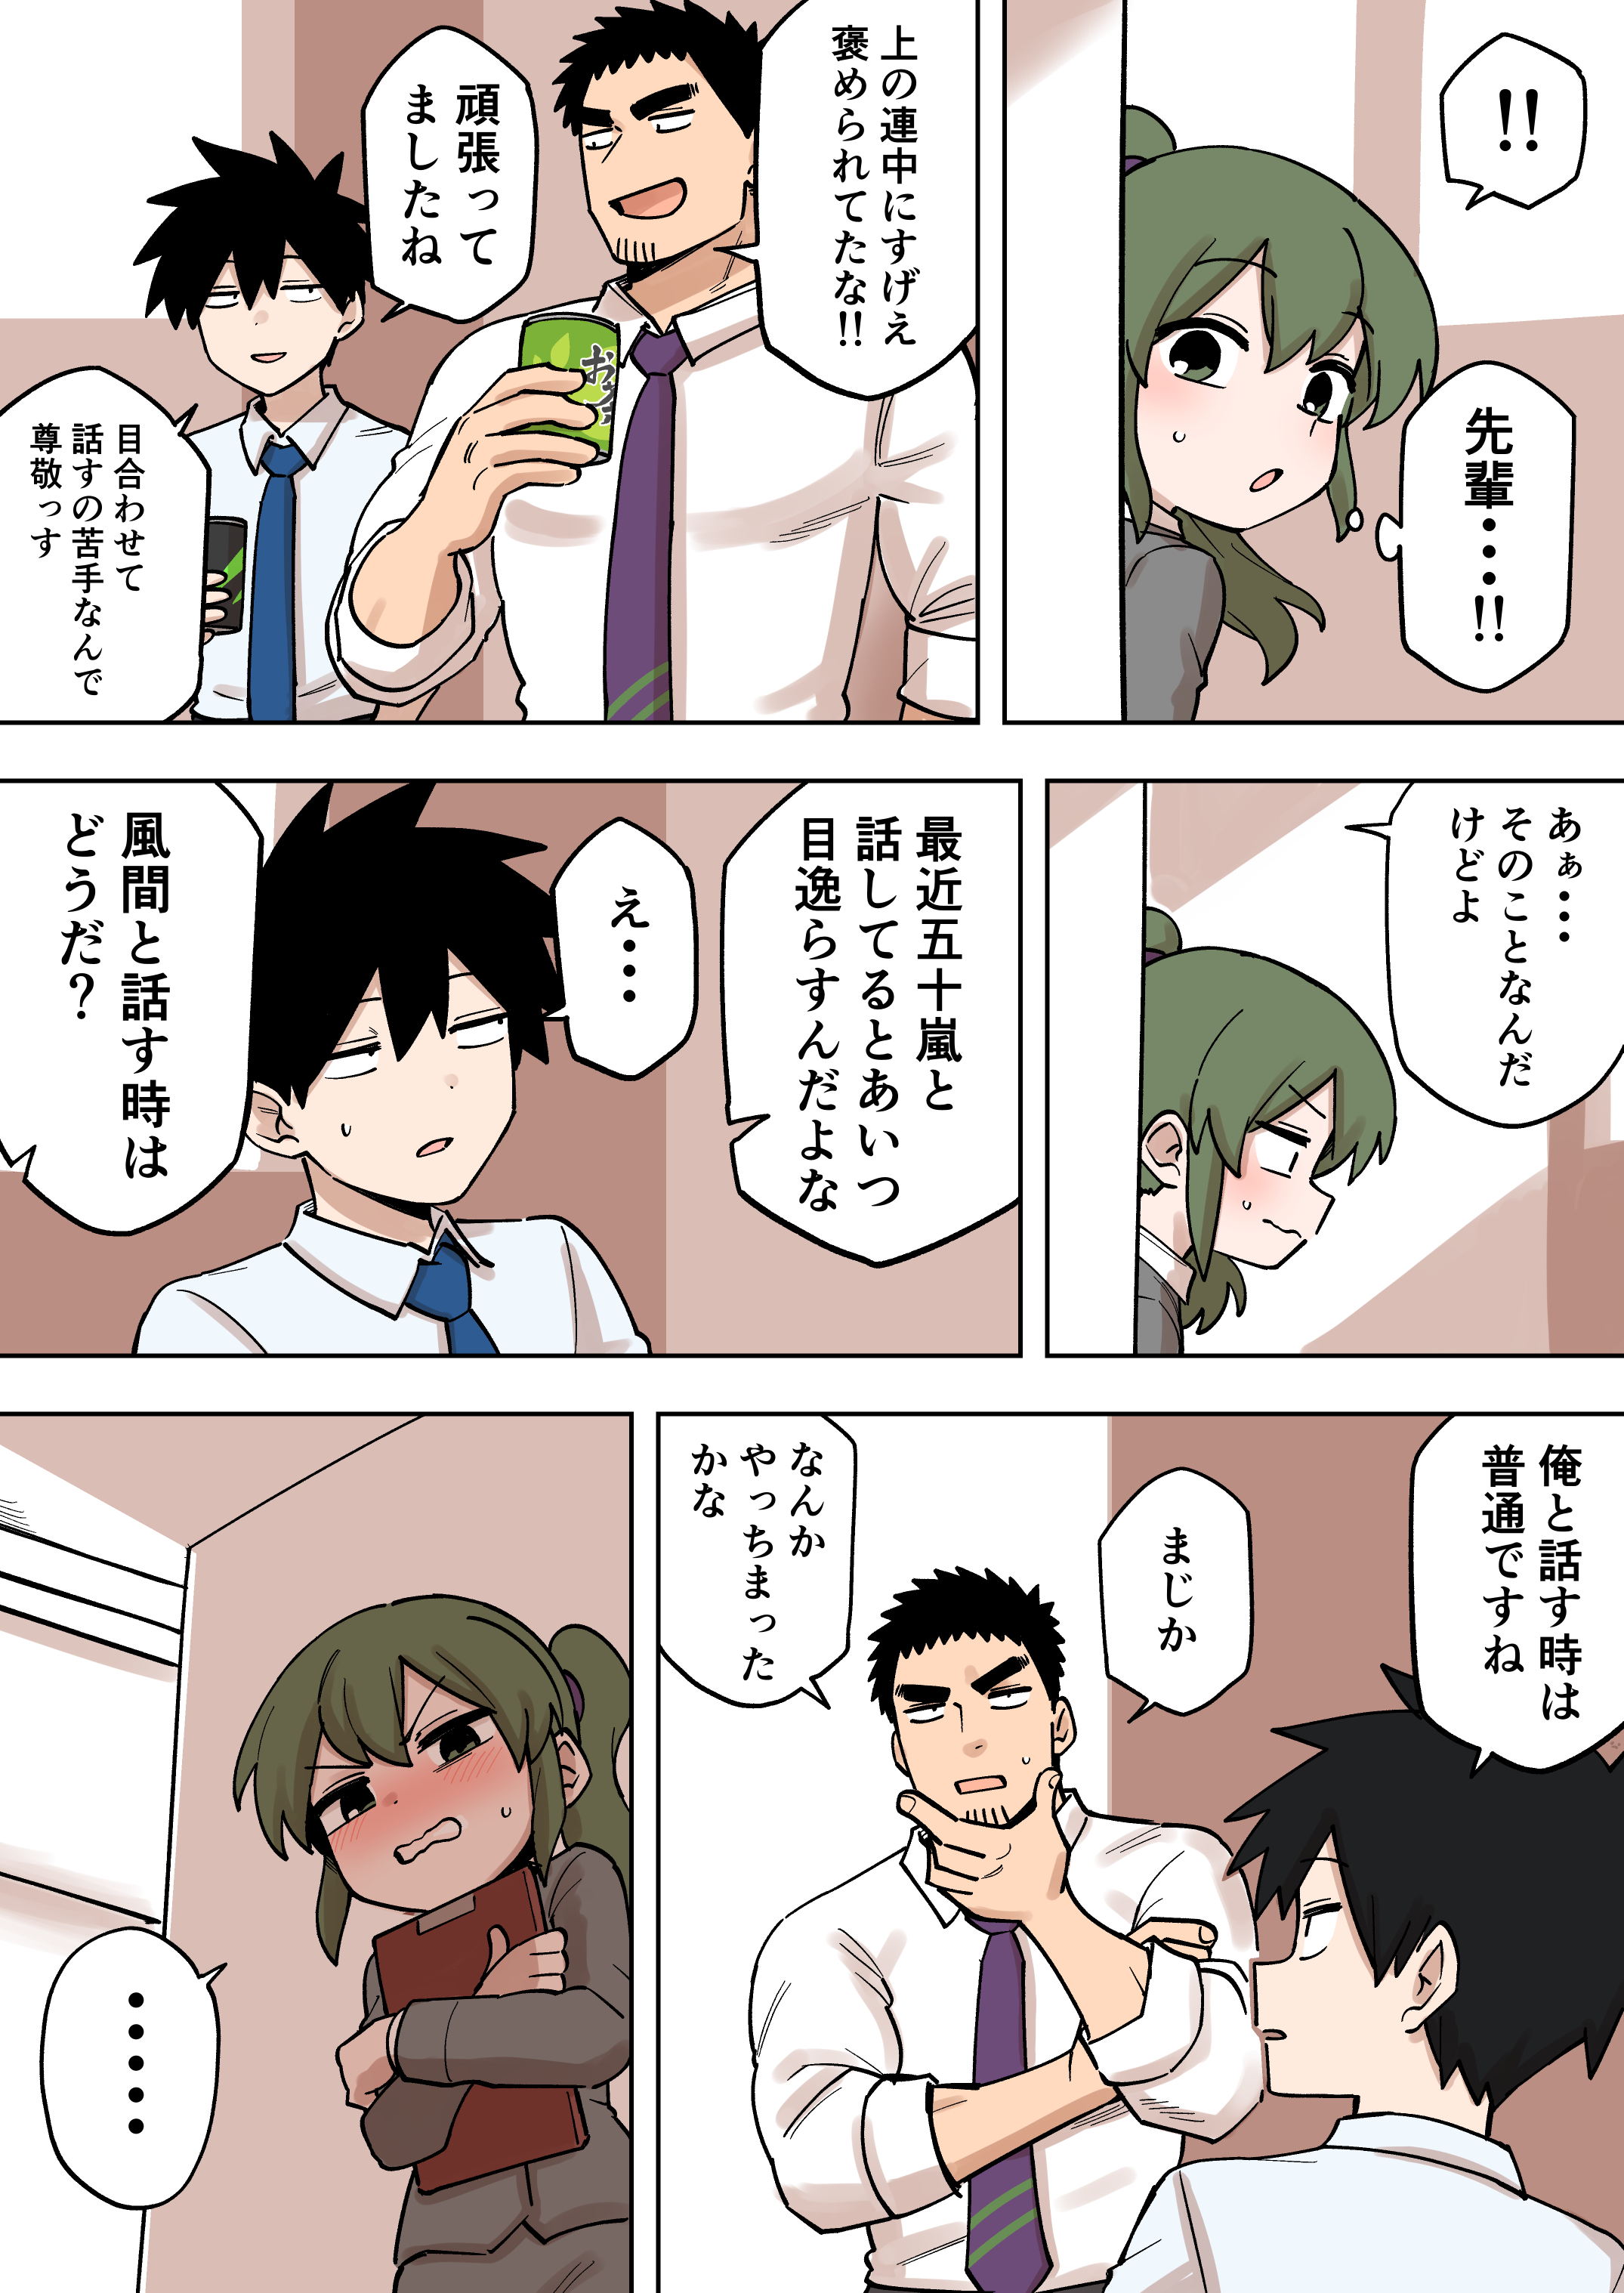 !!
先輩・・・・!!
上の連中にすげえ
褒められてたな!!
頑張って
ましたね
お茶
目合わせて
話すの苦手なんで
尊敬っす
あぁ・・・
そのことなんだ
けどよ
最近五十嵐と
話してるとあいつ
目逸らすんだよな
え・・・
風間と話す時は
どうだ?
俺と話す時は
普通ですね
まじか
なんか
やっちまった
かな
・・・・・